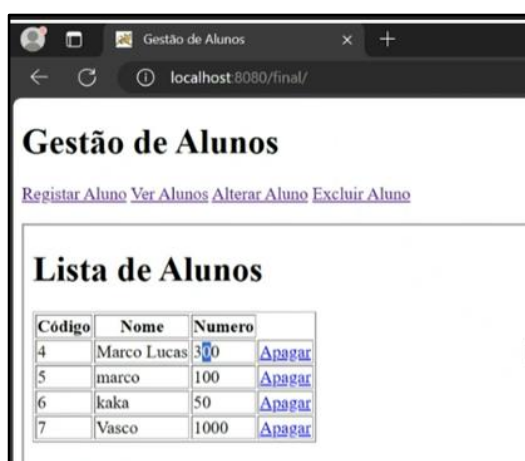 Gestão de Alunos
localhost:8080/final/
Gestão de Alunos
Registar Aluno Ver Alunos Alterar Aluno Excluir Aluno
Lista de Alunos
Código Nome Numero
4 Marco Lucas 300 Apagar
5 marco 100 Apagar
6 kaka 50 Apagar
7 Vasco 1000 Apagar